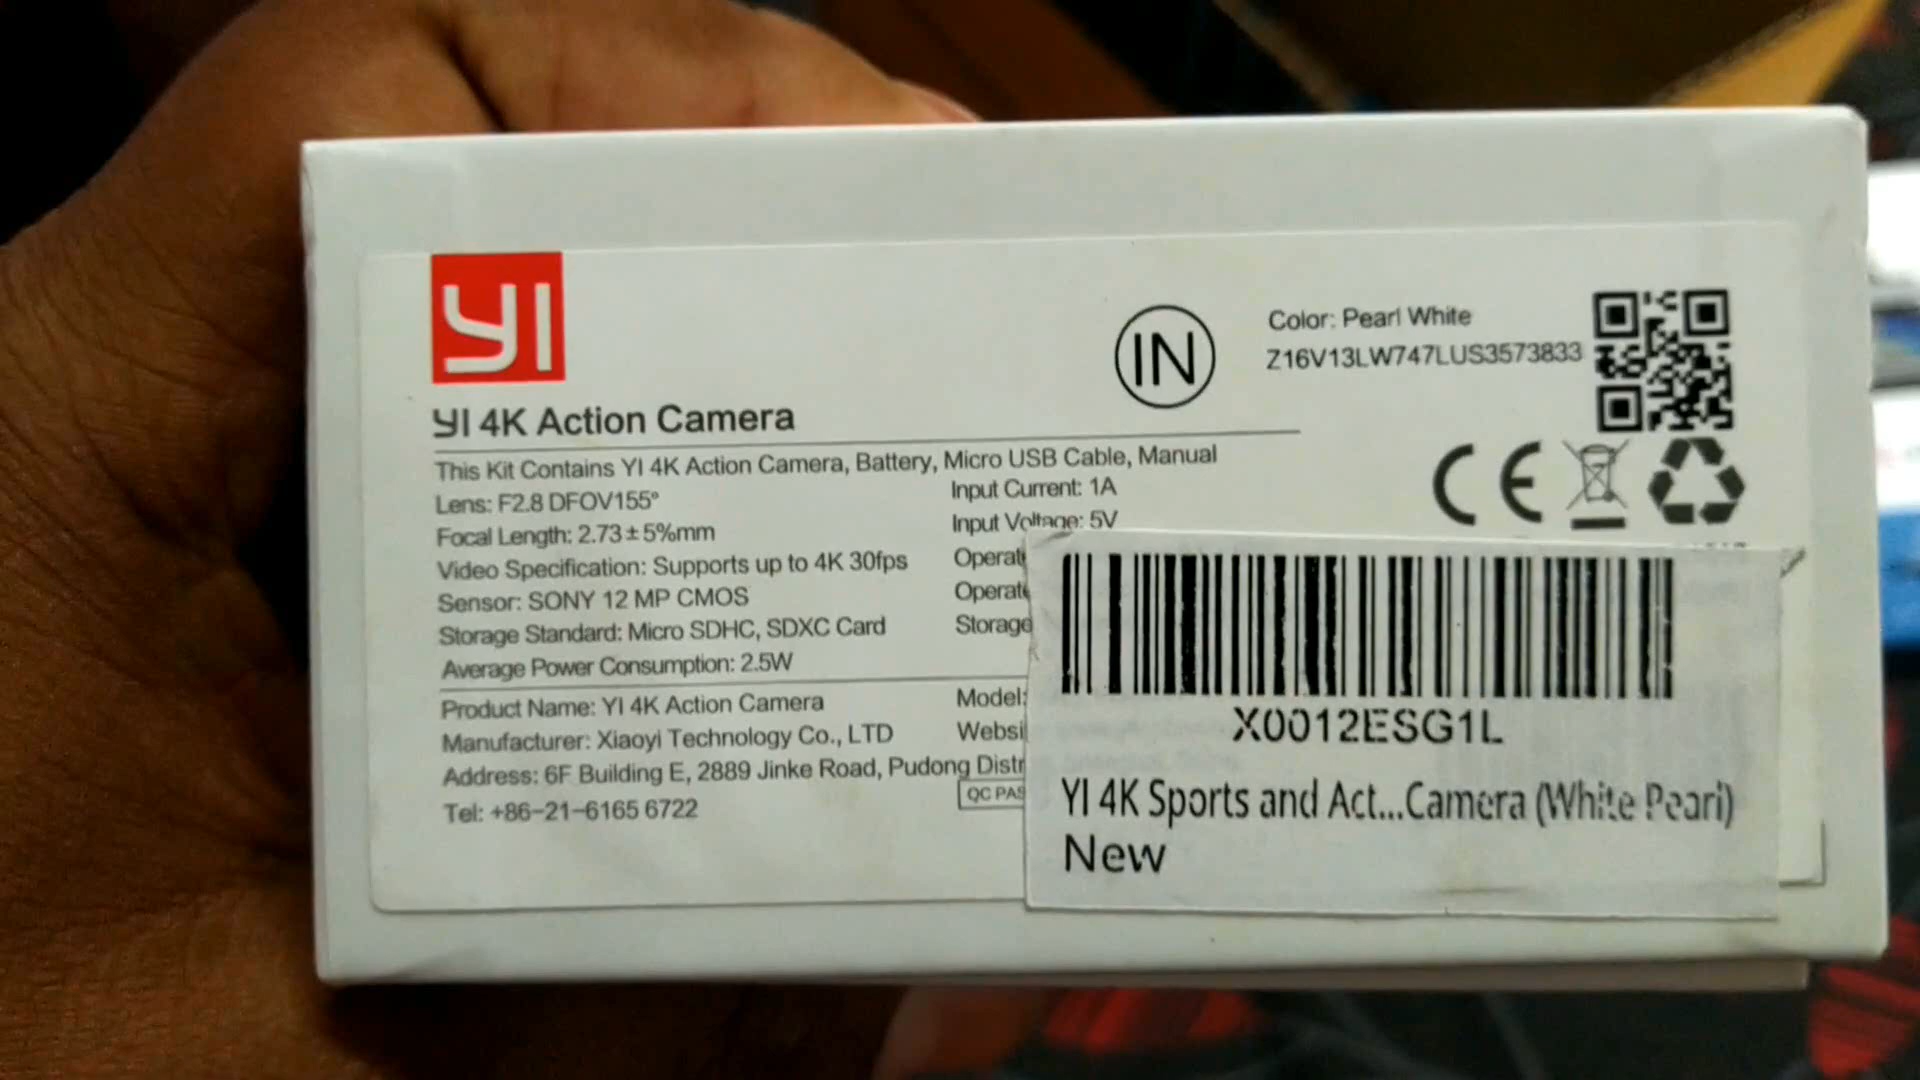 YI
YI 4K Action Camera
IN
Color: Pearl White
Z16V13LW747LUS3573833
This Kit Contains YI 4K Action Camera, Battery, Micro USB Cable, Manual
Lens: F2.8 DFOV155°
Focal Length: 2.73±5%mm
Video Specification: Supports up to 4K 30fps
Sensor: SONY 12 MP CMOS
Storage Standard: Micro SDHC, SDXC Card
Average Power Consumption: 2.5W
Input Current: 1A
Input Voltage: 5V
Storage
CE
Product Name: YI 4K Action Camera
Manufacturer: Xiaoyi Technology Co., LTD
Address: 6F Building E, 2889 Jinke Road, Pudong Distr
Tel: +86-21-6165 6722
Model:
Websi
QC PAS
X0012ESG1L
YI 4K Sports and Act...Camera (White Pearl)
New